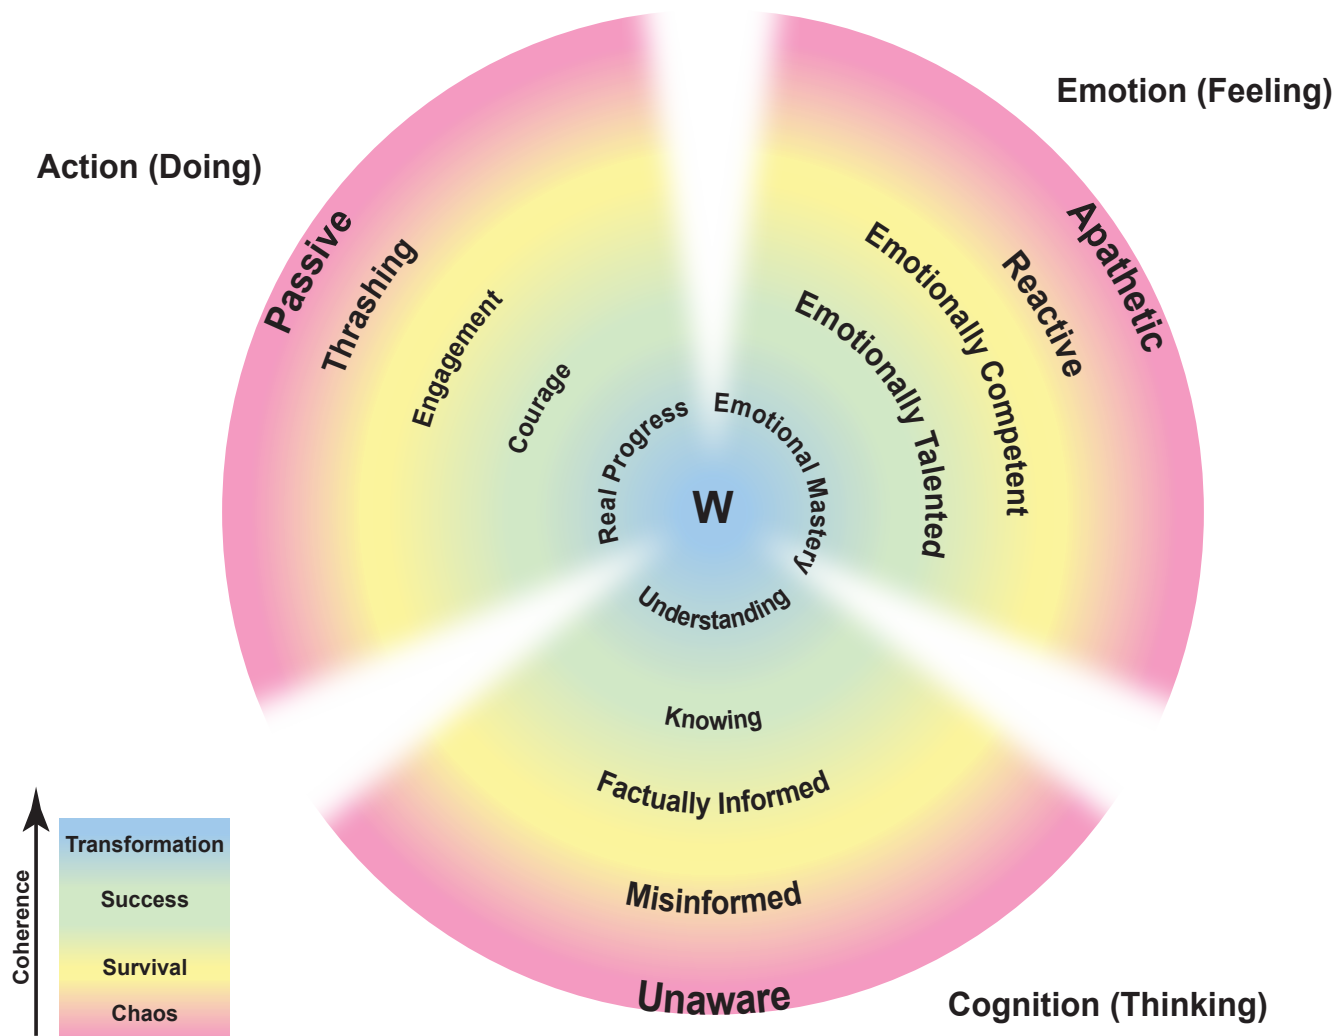 Emotion (Feeling)
Action (Doing)
Passive
Thrashing
Engagement
Courage
Real Progress
Apathetic
Reactive
Emotionally Competent
Emotionally Talented
Emotional Mastery
W
Understanding
Knowing
Factually Informed
Misinformed
Unaware
Cognition (Thinking)
Coherence
Transformation
Success
Survival
Chaos